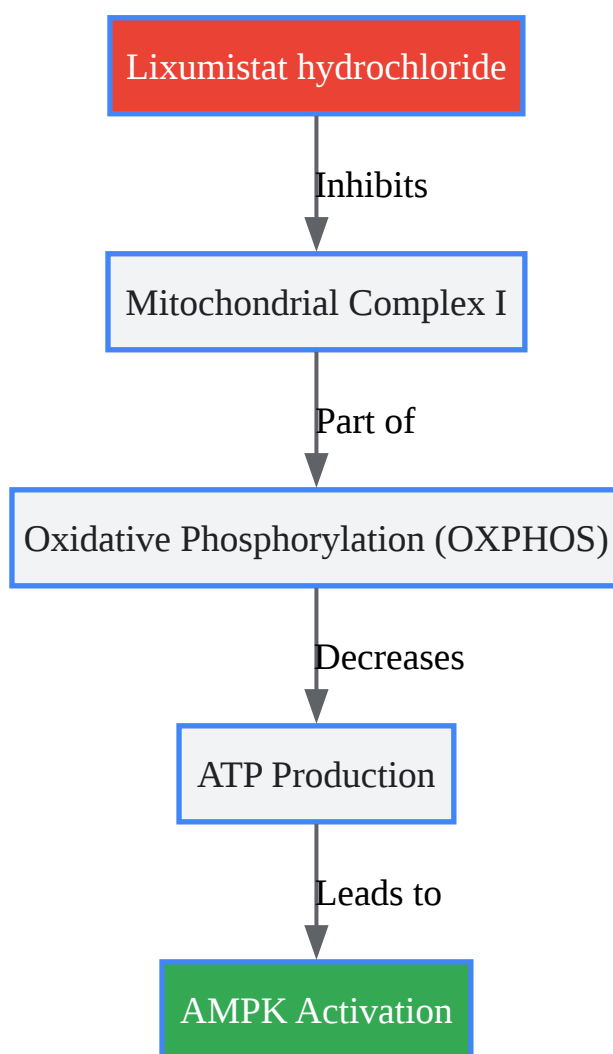 Lixumistat hydrochloride
Inhibits
Mitochondrial Complex I
Part of
Oxidative Phosphorylation (OXPHOS)
Decreases
ATP Production
Leads to
AMPK Activation